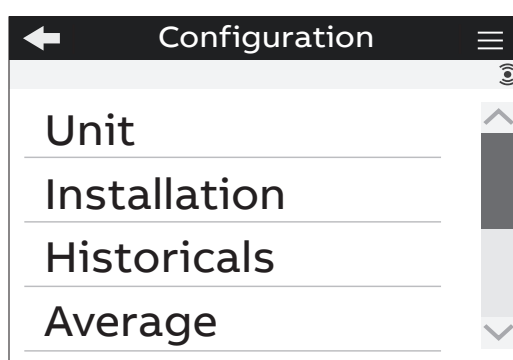 Configuration
Unit
Installation
Historicals
Average